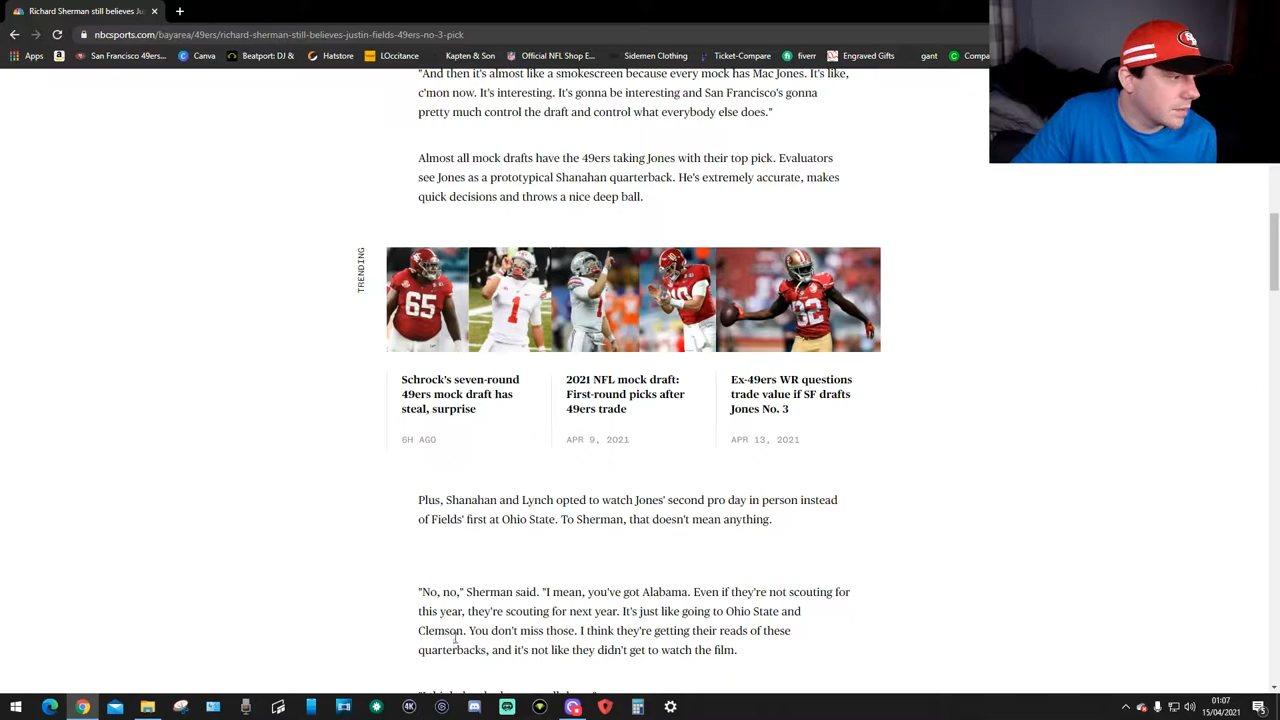 Richard Sherman still believes Ju
nbcsports.com/bayarea/49ers/richard-sherman-still-believes-justin-fields-49ers-no-3-pick
Apps
San Francisco 49ers...
Canva
Beatport: DJ &
Hatstore
LOccitance
Kapten & Son
Official NFL Shop E...
Sidemen Clothing
Ticket-Compare
fiverr
Engraved Gifts
gant
Compa
"And then it's almost like a smokescreen because every mock has Mac Jones. It's like,
c'mon now. It's interesting. It's gonna be interesting and San Francisco's gonna
pretty much control the draft and control what everybody else does."
Almost all mock drafts have the 49ers taking Jones with their top pick. Evaluators
see Jones as a prototypical Shanahan quarterback. He's extremely accurate, makes
quick decisions and throws a nice deep ball.
TRENDING
65
1
10
32
Schrock's seven-round
49ers mock draft has
steal, surprise
6H AGO
2021 NFL mock draft:
First-round picks after
49ers trade
APR 9, 2021
Ex-49ers WR questions
trade value if SF drafts
Jones No. 3
APR 13, 2021
Plus, Shanahan and Lynch opted to watch Jones' second pro day in person instead
of Fields' first at Ohio State. To Sherman, that doesn't mean anything.
"No, no," Sherman said. "I mean, you've got Alabama. Even if they're not scouting for
this year, they're scouting for next year. It's just like going to Ohio State and
Clemson. You don't miss those. I think they're getting their reads of these
quarterbacks, and it's not like they didn't get to watch the film.
4K
01:07
15/04/2021